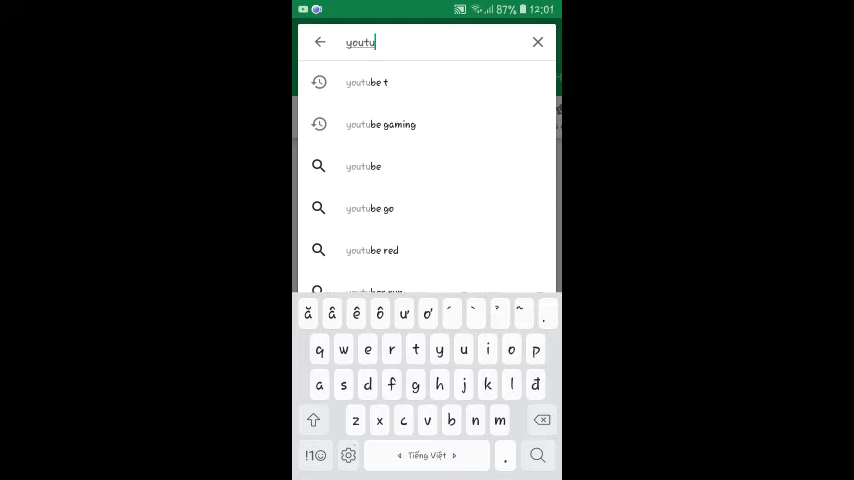 87% 12:01
youtu
youtube t
youtube gaming
youtube
youtube go
youtube red
ă â ê ô ư ơ ´ ` ̉ ~ .
q w e r t y u i o p
a s d f g h j k l đ
z x c v b n m
!1☺ < Tiếng Việt > .